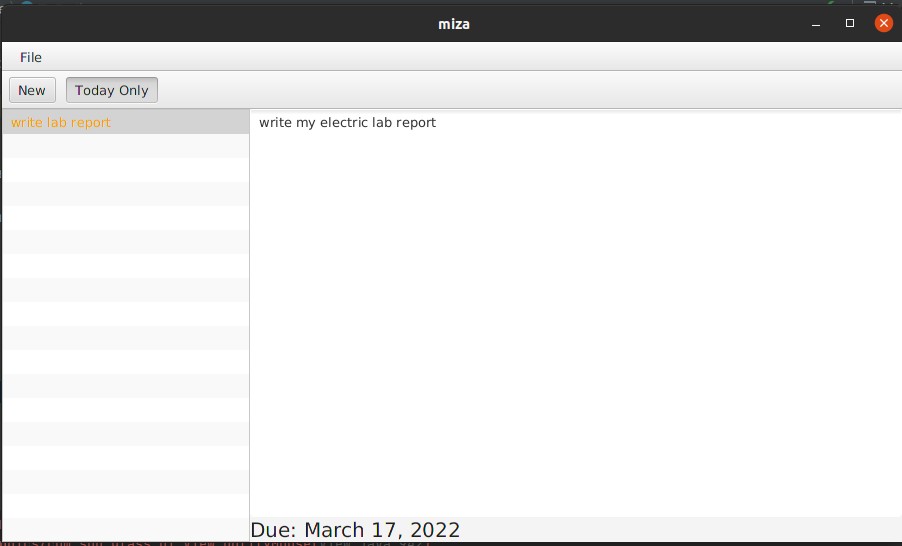 miza
File
New Today Only
write lab report
write my electric lab report
Due: March 17, 2022